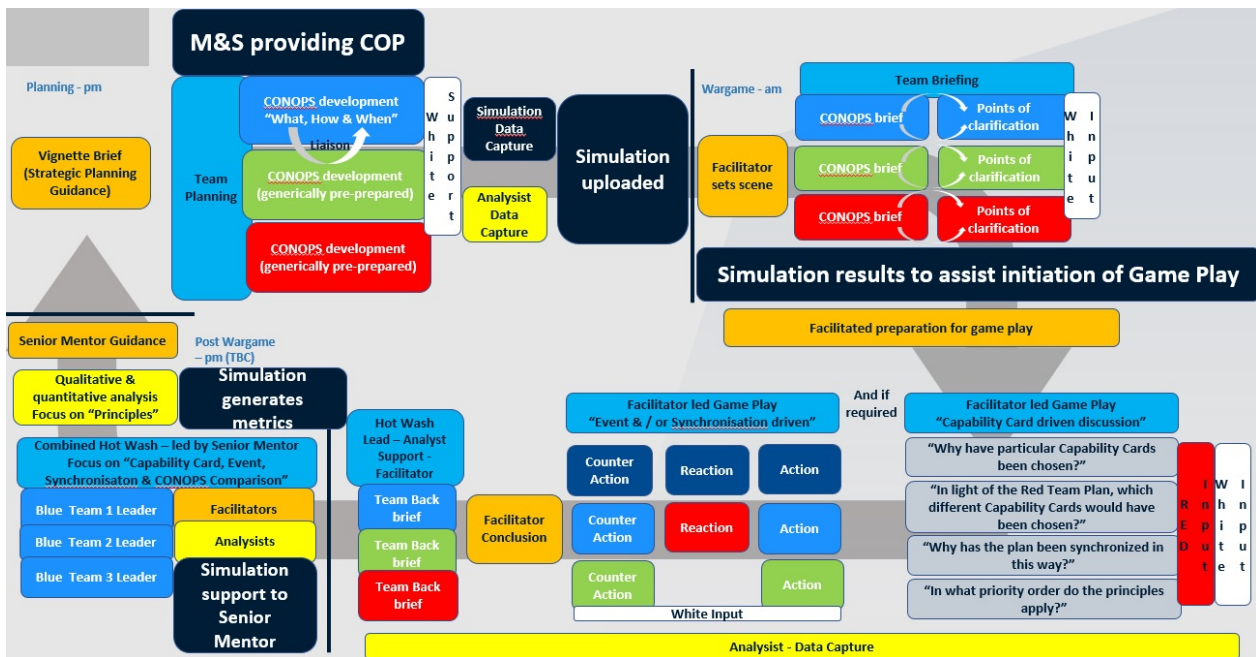 M&S providing COP
Planning - pm
Vignette Brief
(Strategic Planning
Guidance)
Team
Planning
CONOPS development
"What, How & When"
Liaison
CONOPS development
(generically pre-prepared)
CONOPS development
(generically pre-prepared)
White
Support
Simulation
Data
Capture
Analysist
Data
Capture
Simulation
uploaded
Wargame - am
Facilitator
sets scene
Team Briefing
CONOPS brief
Points of
clarification
CONOPS brief
Points of
clarification
CONOPS brief
Points of
clarification
White
Input
Simulation results to assist initiation of Game Play
Facilitated preparation for game play
Senior Mentor Guidance
Post Wargame
– pm (TBC)
Qualitative &
quantitative analysis
Focus on "Principles"
Simulation
generates
metrics
Combined Hot Wash – led by Senior Mentor
Focus on "Capability Card, Event,
Synchronisaton & CONOPS Comparison"
Blue Team 1 Leader
Facilitators
Blue Team 2 Leader
Analysists
Blue Team 3 Leader
Simulation
support to
Senior
Mentor
Hot Wash
Lead – Analyst
Support -
Facilitator
Team Back
brief
Team Back
brief
Team Back
brief
Facilitator
Conclusion
Facilitator led Game Play
"Event & / or Synchronisation driven"
Counter
Action
Reaction
Action
Counter
Action
Reaction
Action
Counter
Action
Action
White Input
And if
required
Facilitator led Game Play
"Capability Card driven discussion"
"Why have particular Capability Cards
been chosen?"
"In light of the Red Team Plan, which
different Capability Cards would have
been chosen?"
"Why has the plan been synchronized in
this way?"
"In what priority order do the principles
apply?"
RED
Input
White
Input
Analysist - Data Capture